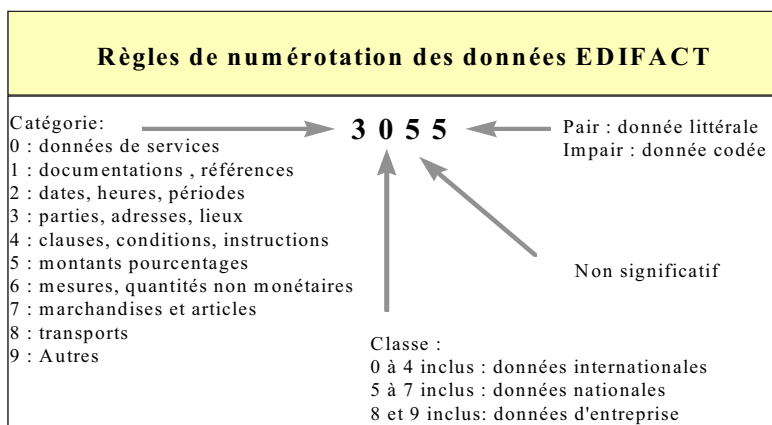 Règles de numérotation des données EDIFACT
Catégorie:
0 : données de services
1 : documentations , références
2 : dates, heures, périodes
3 : parties, adresses, lieux
4 : clauses, conditions, instructions
5 : montants pourcentages
6 : mesures, quantités non monétaires
7 : marchandises et articles
8 : transports
9 : Autres
3 0 5 5
Pair : donnée littérale
Impair : donnée codée
Non significatif
Classe :
0 à 4 inclus : données internationales
5 à 7 inclus : données nationales
8 et 9 inclus: données d'entreprise